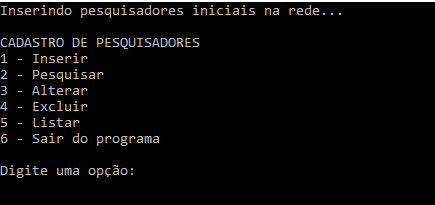 Inserindo pesquisadores iniciais na rede...
CADASTRO DE PESQUISADORES
1 - Inserir
2 - Pesquisar
3 - Alterar
4 - Excluir
5 - Listar
6 - Sair do programa
Digite uma opção: